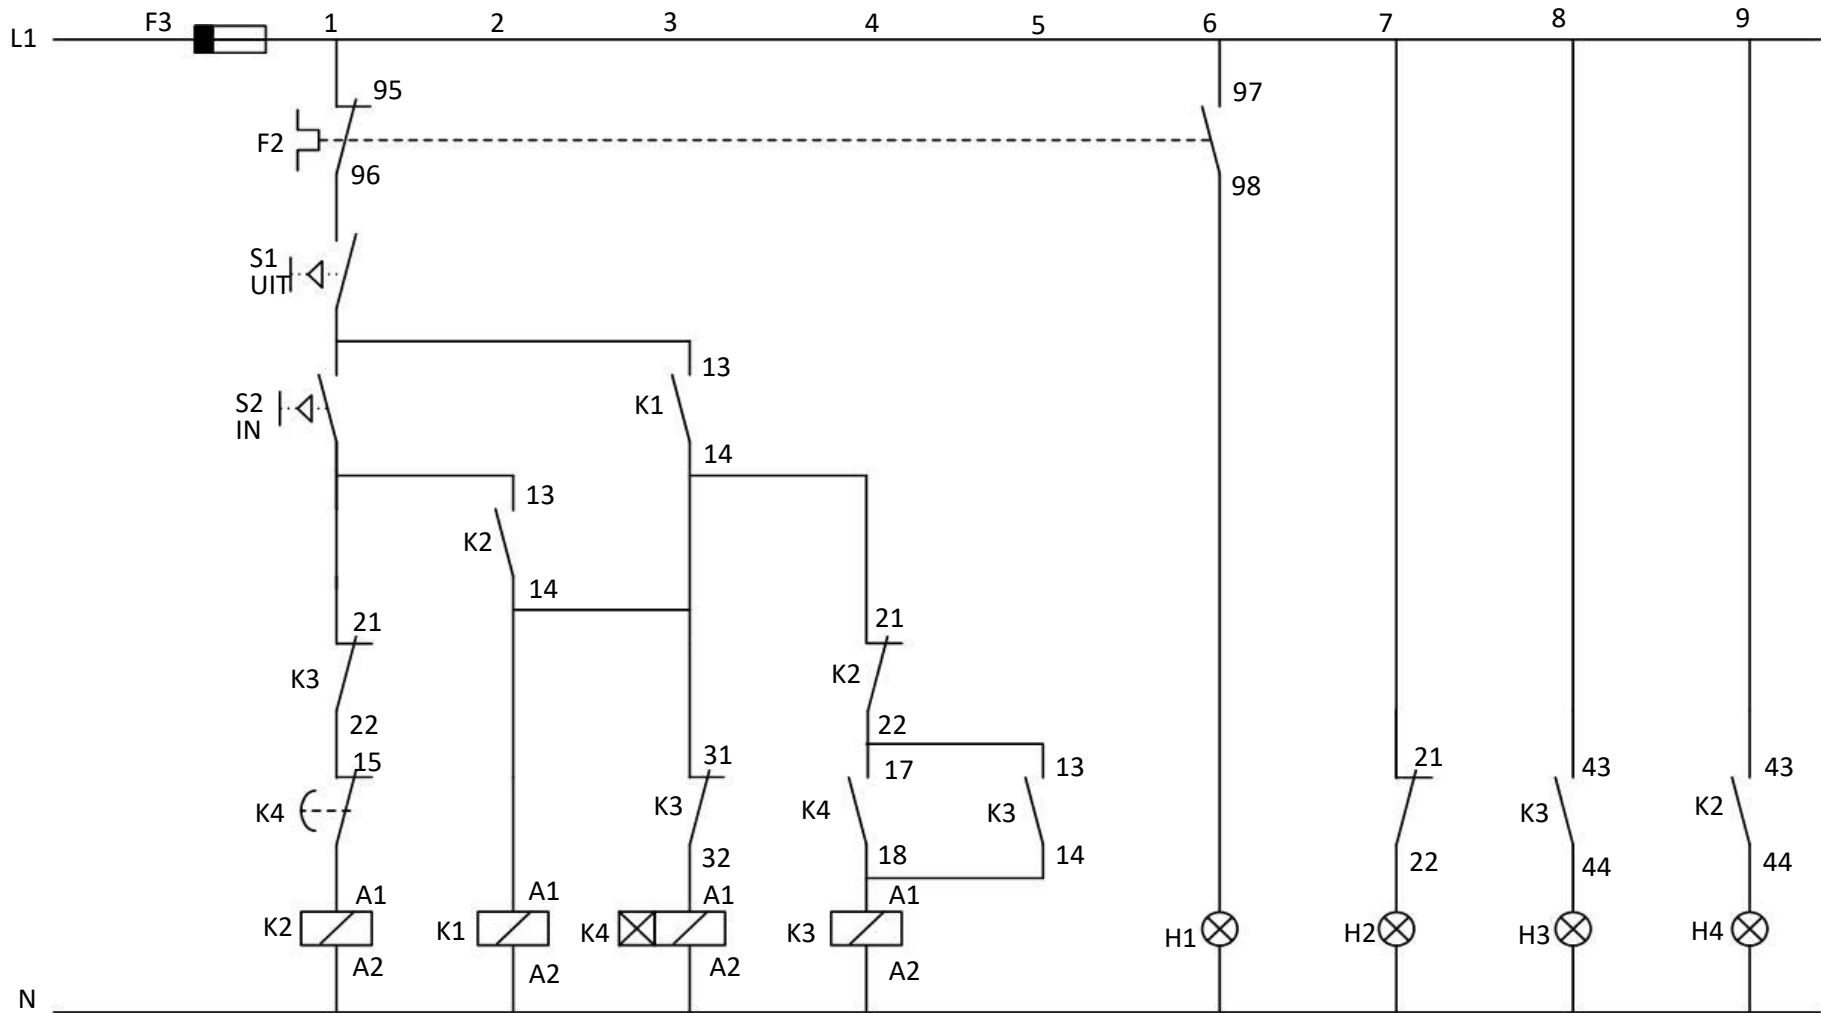 F3 1 2 3 4 5 6 7 8 9
L1
95 97
F2
96 98
S1
UIT
13
S2 K1
IN
14
13
K2
14
21 21
K3 K2
22 22
15 31 17 13 21 43 43
K4 K3 K4 K3 K3 K2
32 18 14 22 44 44
A1 A1 A1 A1
K2 K1 K4 K3 H1 H2 H3 H4
A2 A2 A2 A2
N